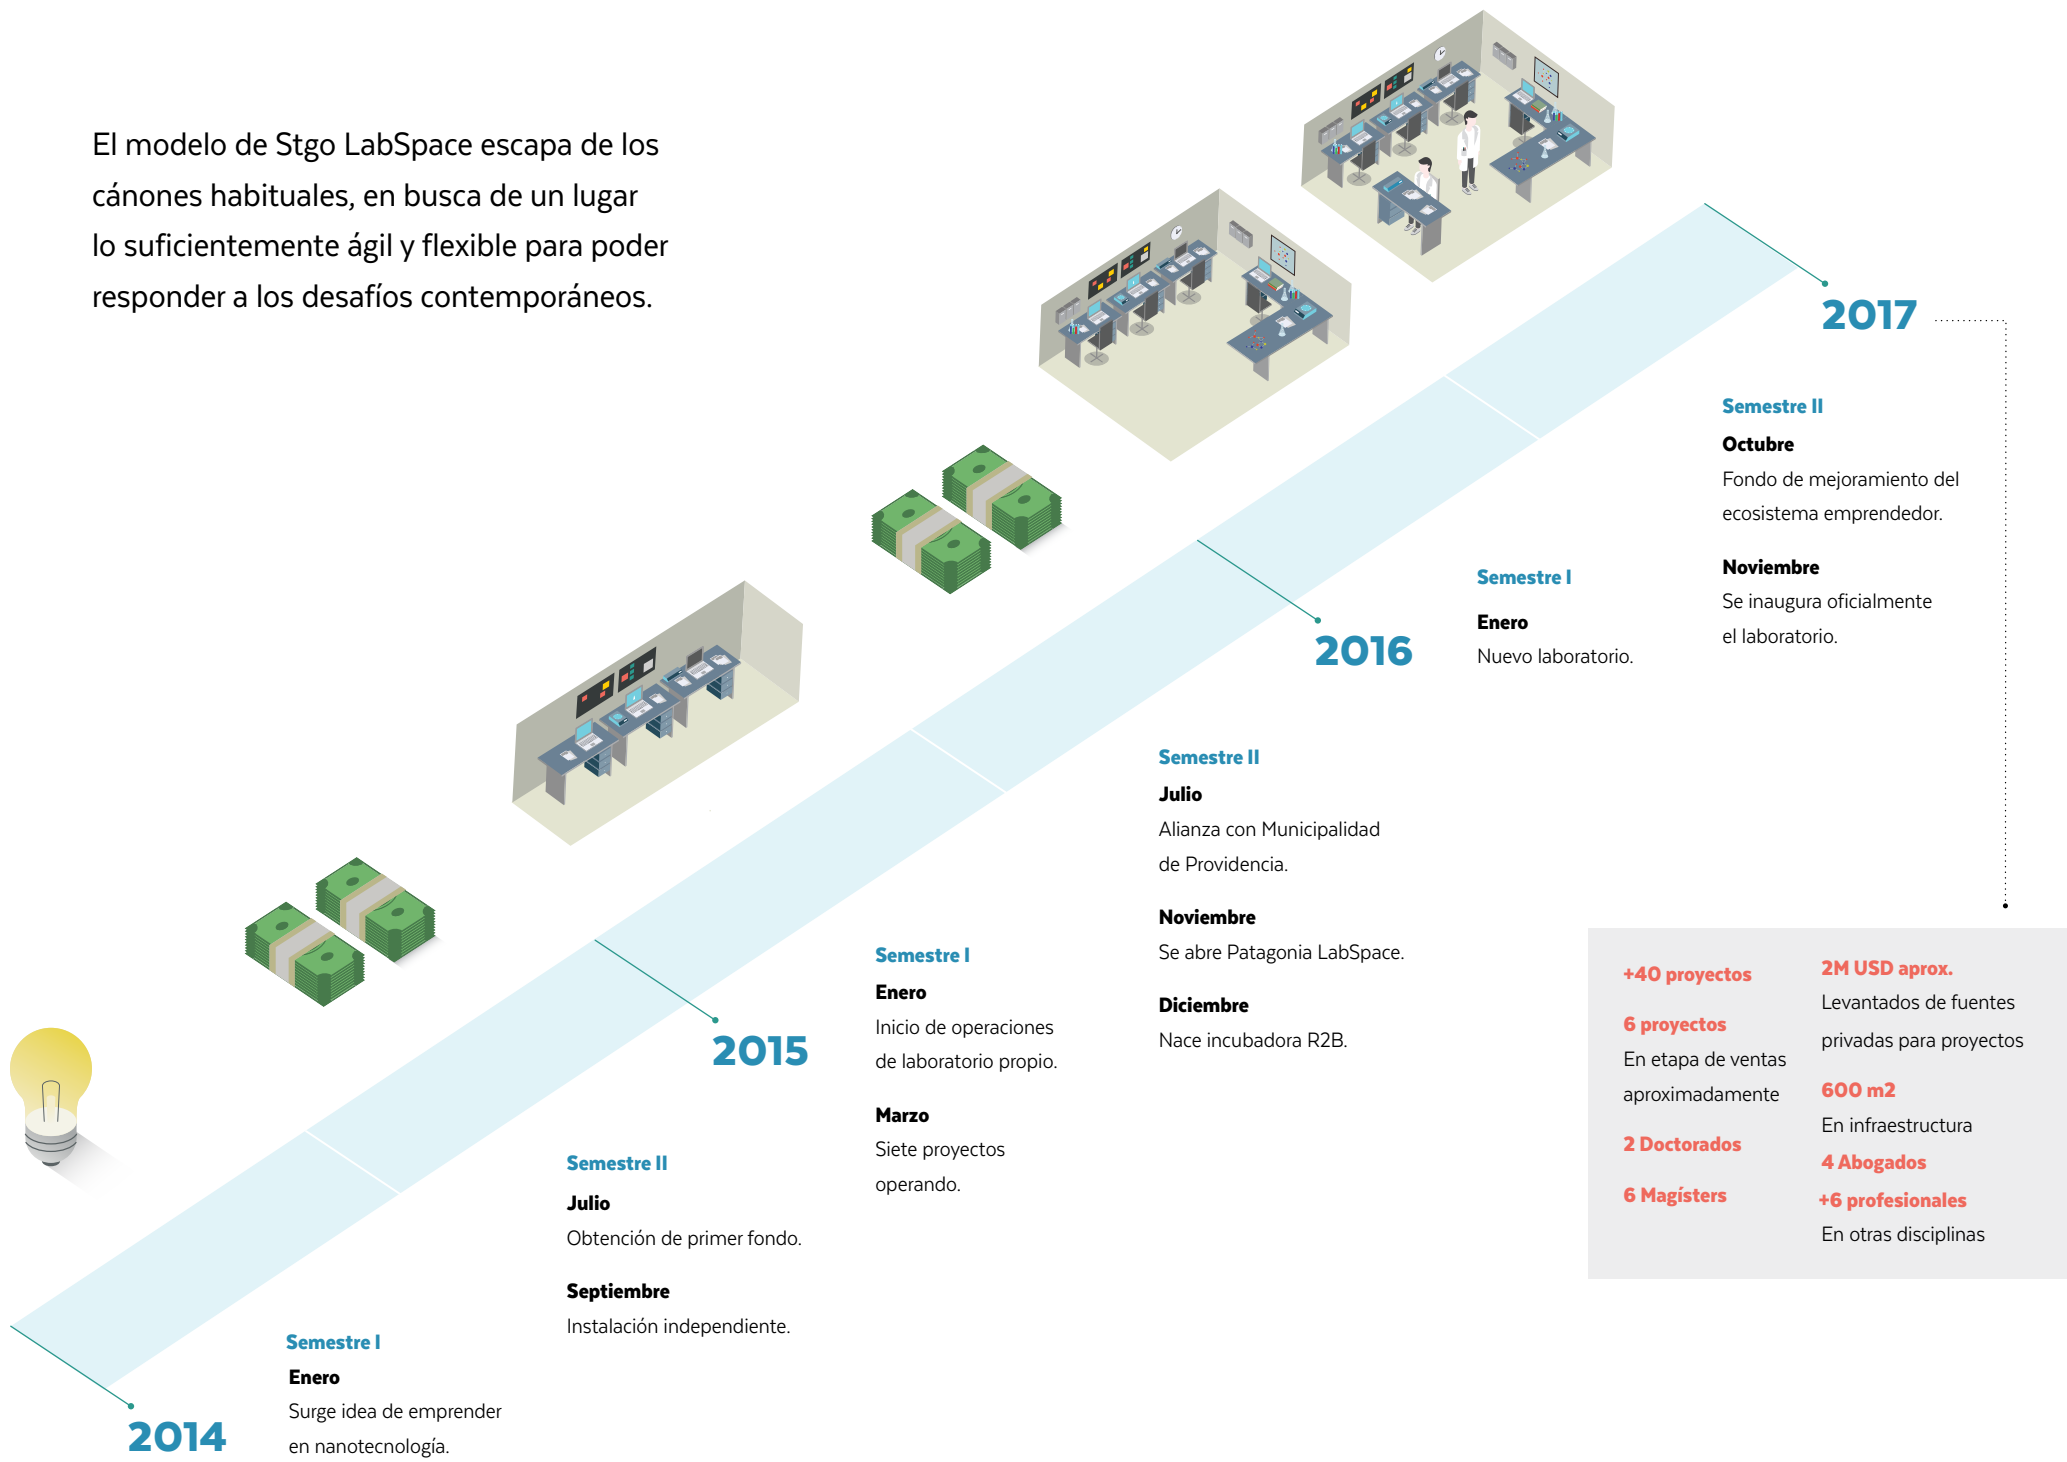 El modelo de Stgo LabSpace escapa de los
cánones habituales, en busca de un lugar
lo suficientemente ágil y flexible para poder
responder a los desafíos contemporáneos.
2014
Semestre I
Enero
Surge idea de emprender
en nanotecnología.
Semestre II
Julio
Obtención de primer fondo.
Septiembre
Instalación independiente.
2015
Semestre I
Enero
Inicio de operaciones
de laboratorio propio.
Marzo
Siete proyectos
operando.
Semestre II
Julio
Alianza con Municipalidad
de Providencia.
Noviembre
Se abre Patagonia LabSpace.
Diciembre
Nace incubadora R2B.
2016
Semestre I
Enero
Nuevo laboratorio.
Semestre II
Octubre
Fondo de mejoramiento del
ecosistema emprendedor.
Noviembre
Se inaugura oficialmente
el laboratorio.
2017
+40 proyectos
6 proyectos
En etapa de ventas
aproximadamente
2 Doctorados
6 Magísters
2M USD aprox.
Levantados de fuentes
privadas para proyectos
600 m2
En infraestructura
4 Abogados
+6 profesionales
En otras disciplinas